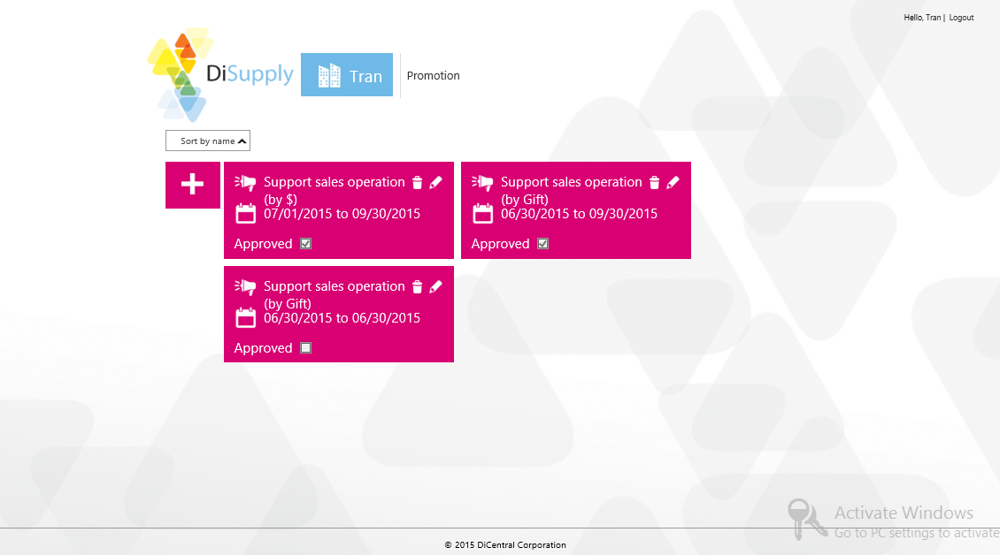 Hello, Tran | Logout
DiSupply
Tran
Promotion
Sort by name
Support sales operation
(by $)
07/01/2015 to 09/30/2015
Approved
Support sales operation
(by Gift)
06/30/2015 to 09/30/2015
Approved
Support sales operation
(by Gift)
06/30/2015 to 06/30/2015
Approved
Activate Windows
Go to PC settings to activate
© 2015 DiCentral Corporation